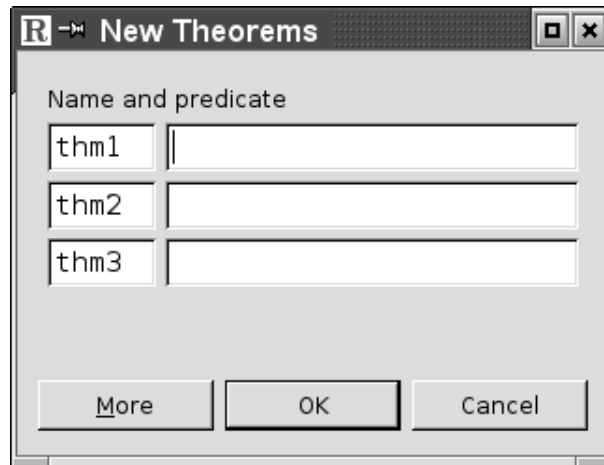 R New Theorems
Name and predicate
thm1
thm2
thm3
More OK Cancel